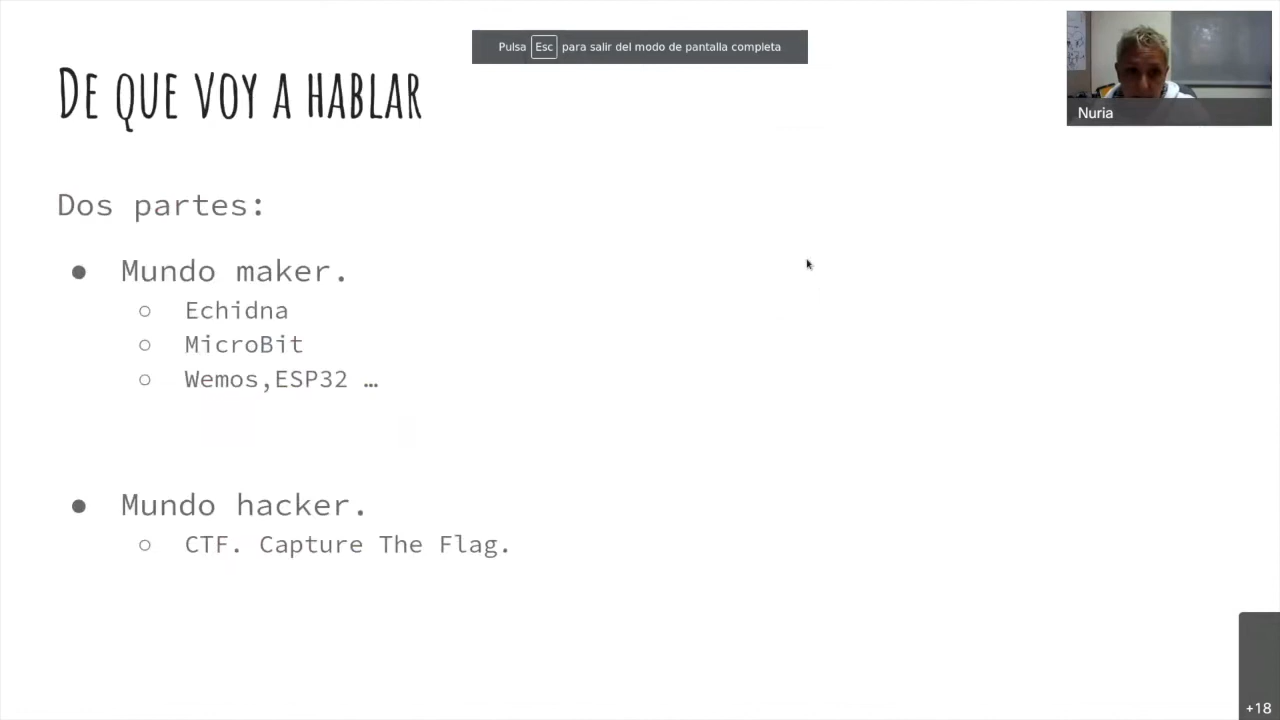 Pulsa Esc para salir del modo de pantalla completa
DE QUE VOY A HABLAR
Nuria
Dos partes:
● Mundo maker.
○ Echidna
○ MicroBit
○ Wemos,ESP32 …
● Mundo hacker.
○ CTF. Capture The Flag.
+18